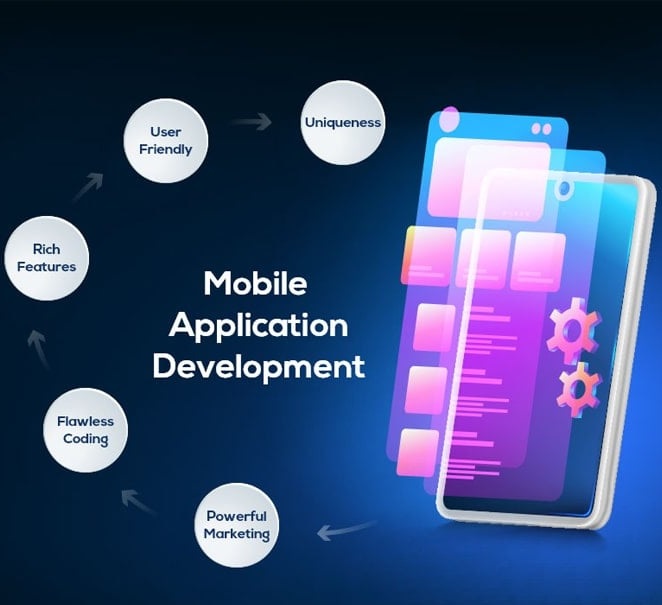 User
Friendly
Uniqueness
Rich
Features
Mobile
Application
Development
Flawless
Coding
Powerful
Marketing